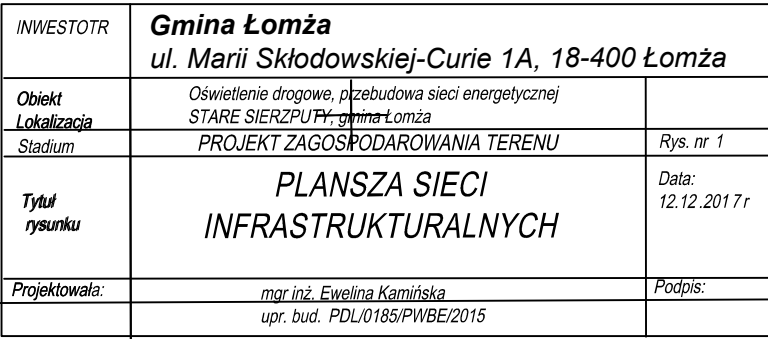 INWESTOTR
Gmina Łomża
ul. Marii Skłodowskiej-Curie 1A, 18-400 Łomża
Obiekt
Lokalizacja
Oświetlenie drogowe, przebudowa sieci energetycznej
STARE SIERZPUTY, gmina Łomża
Stadium
PROJEKT ZAGOSPODAROWANIA TERENU
Rys. nr 1
Tytuł
rysunku
PLANSZA SIECI
INFRASTRUKTURALNYCH
Data:
12.12.2017r
Projektowała:
mgr inż. Ewelina Kamińska
upr. bud. PDL/0185/PWBE/2015
Podpis: